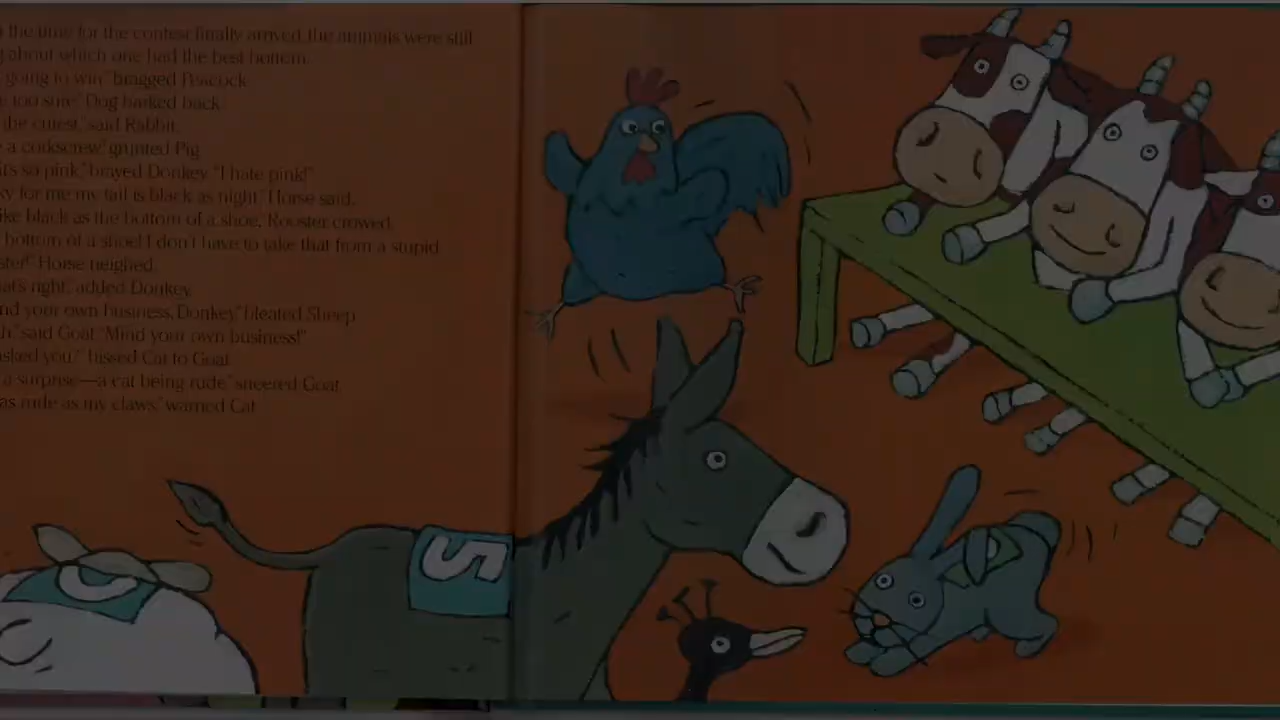 the time for the contest finally arrived, the animals were still
about which one had the best bottom.
going to win," bragged Peacock.
too sure," Dog barked back.
the cutest," said Rabbit.
a corkscrew," grunted Pig.
so pink," brayed Donkey. "I hate pink!"
for me my tail is black as night," Horse said.
black as the bottom of a shoe," Rooster crowed.
bottom of a shoe! I don't have to take that from a stupid
Horse neighed.
right," added Donkey.
your own business, Donkey," bleated Sheep.
said Goat. "Mind your own business!"
asked you?" hissed Cat to Goat.
a surprise—a cat being rude," sneered Goat.
as rude as my claws," warned Cat.
5